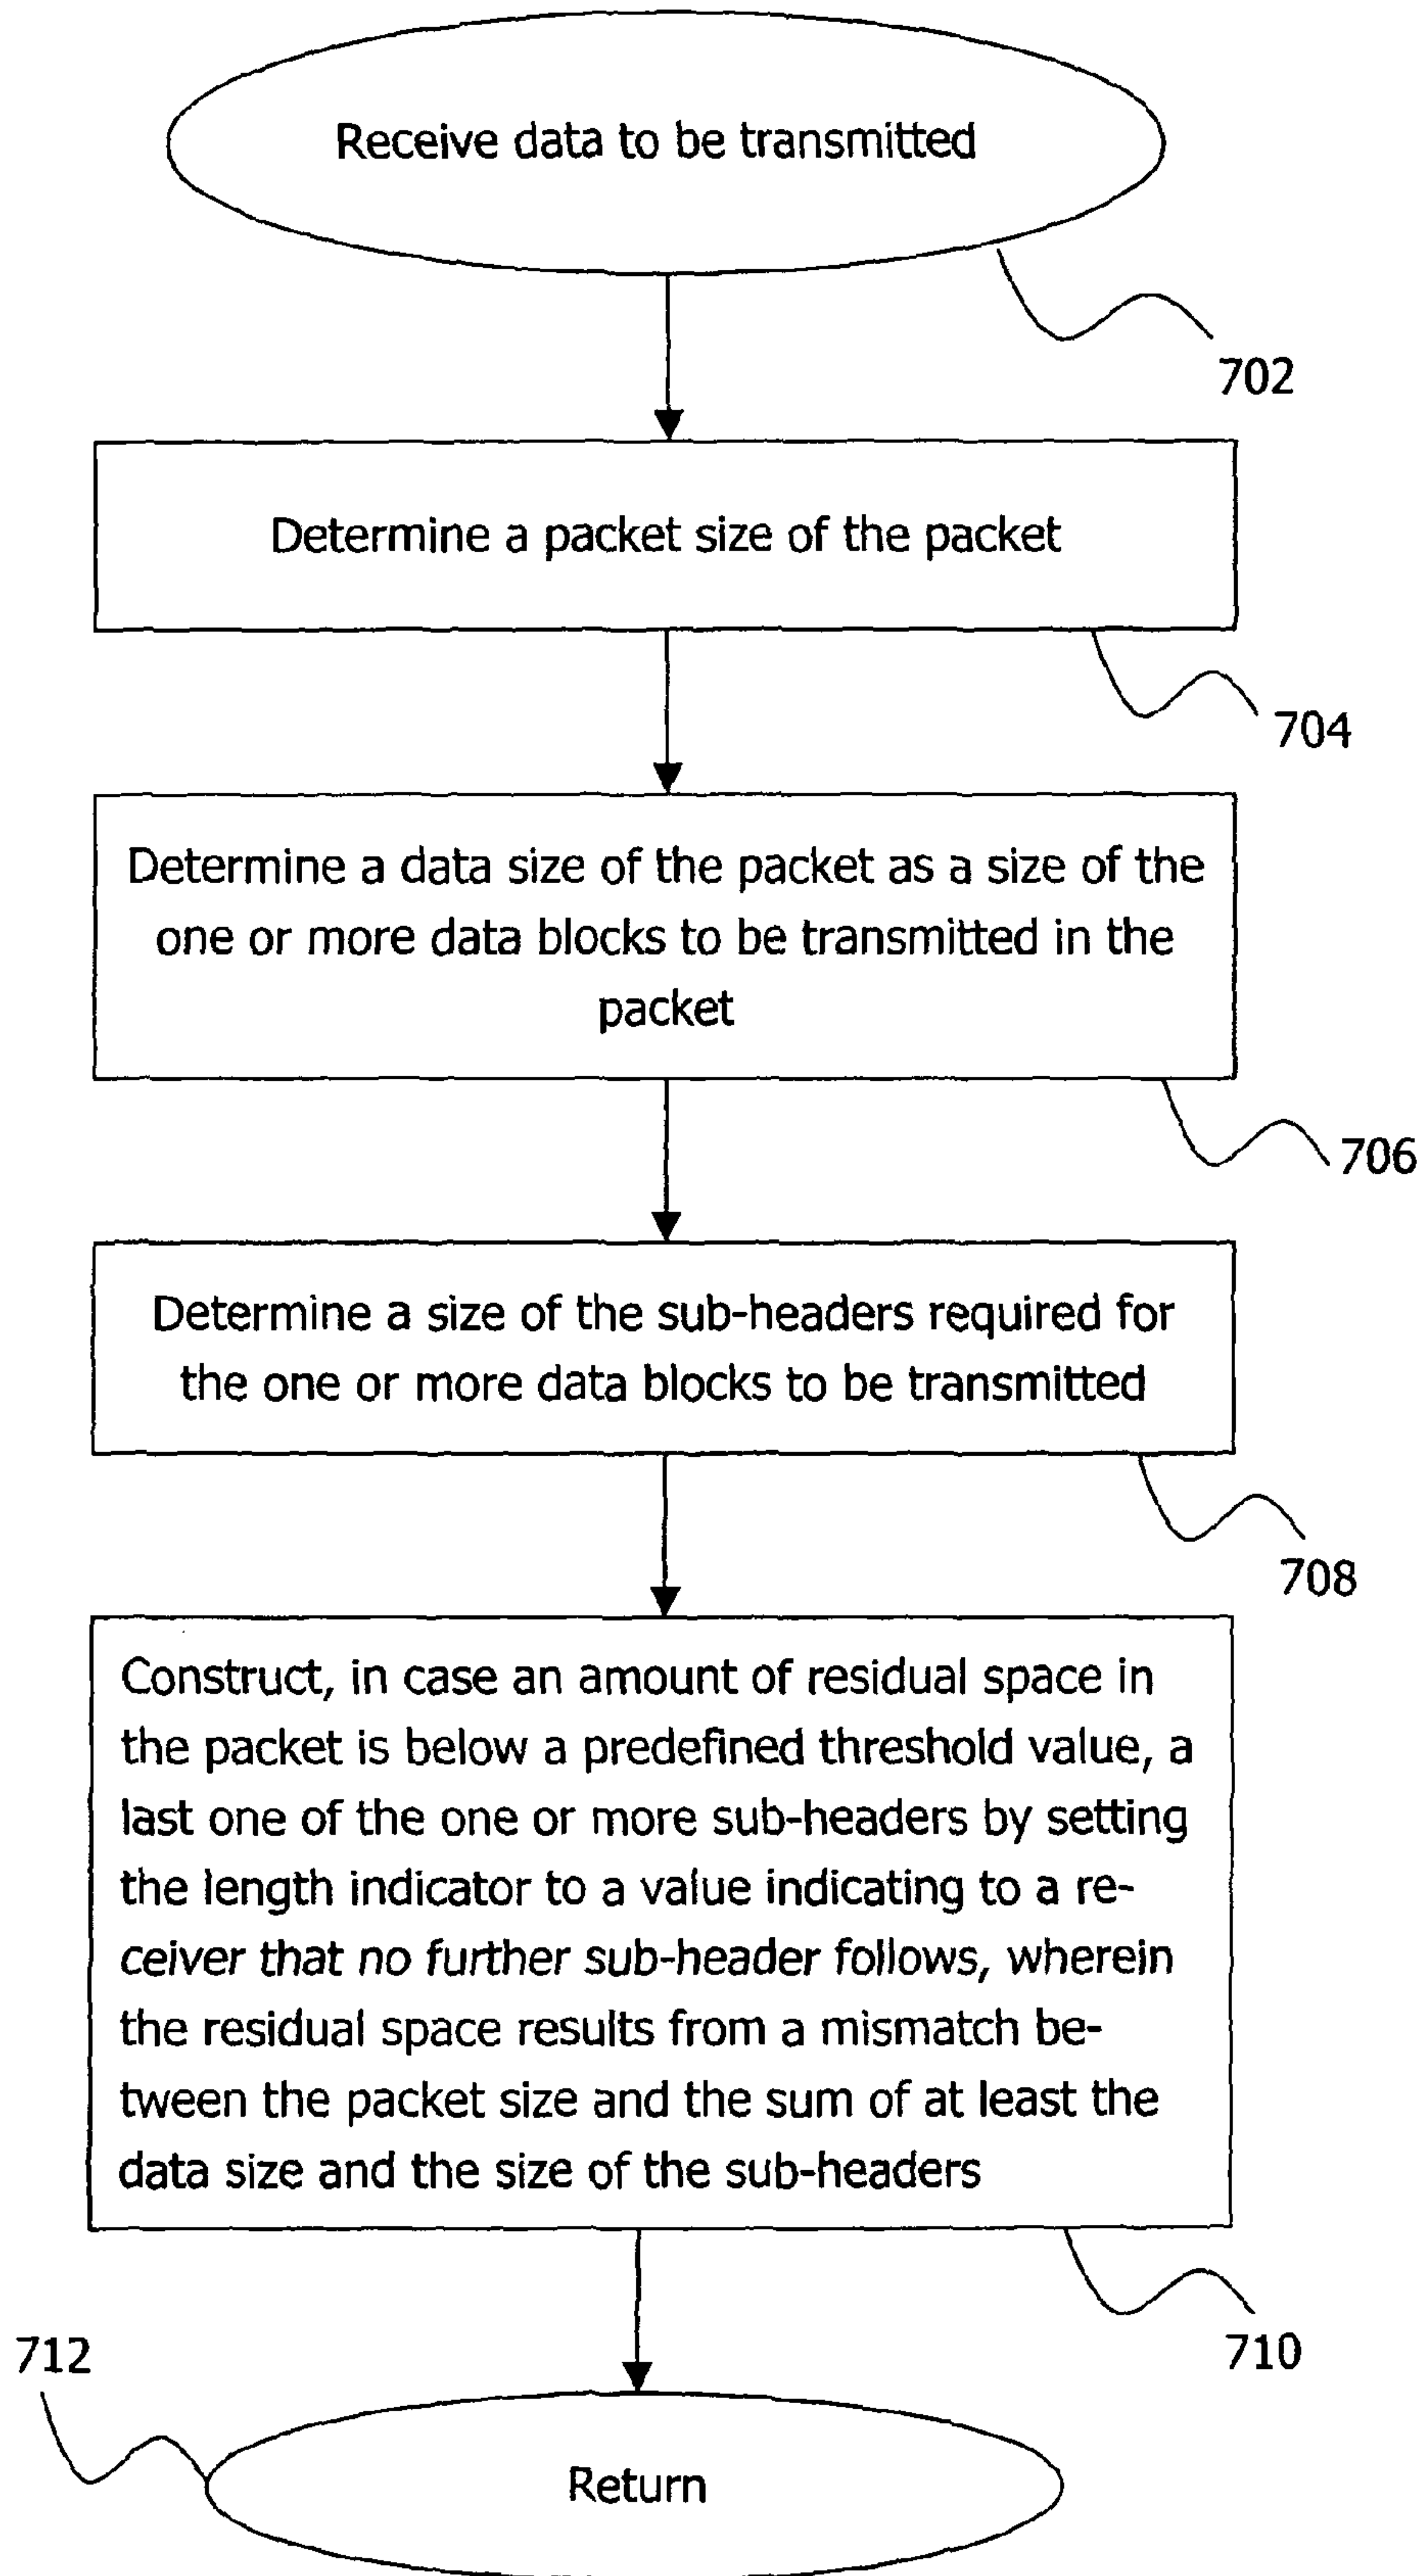 Receive data to be transmitted
702
Determine a packet size of the packet
704
Determine a data size of the packet as a size of the
one or more data blocks to be transmitted in the
packet
706
Determine a size of the sub-headers required for
the one or more data blocks to be transmitted
708
Construct, in case an amount of residual space in
the packet is below a predefined threshold value, a
last one of the one or more sub-headers by setting
the length indicator to a value indicating to a re-
ceiver that no further sub-header follows, wherein
the residual space results from a mismatch be-
tween the packet size and the sum of at least the
data size and the size of the sub-headers
710
712
Return